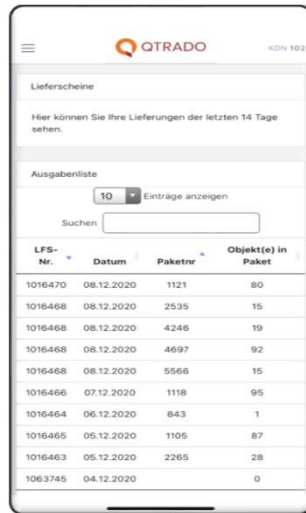 QTRADO KDN 102
Lieferscheine
Hier können Sie Ihre Lieferungen der letzten 14 Tage
sehen.
Ausgabenliste
10 Einträge anzeigen
Suchen
LFS-Nr. Datum Paketnr Objekt(e) in Paket
1016470 08.12.2020 1121 80
1016468 08.12.2020 2535 15
1016468 08.12.2020 4246 19
1016468 08.12.2020 4697 92
1016468 08.12.2020 5566 15
1016466 07.12.2020 1118 95
1016464 06.12.2020 843 1
1016465 05.12.2020 1105 87
1016463 05.12.2020 2265 28
1063745 04.12.2020 0